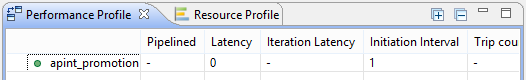 Performance Profile Resource Profile
Pipelined Latency Iteration Latency Initiation Interval Trip cou
apint_promotion - 0 - 1 -